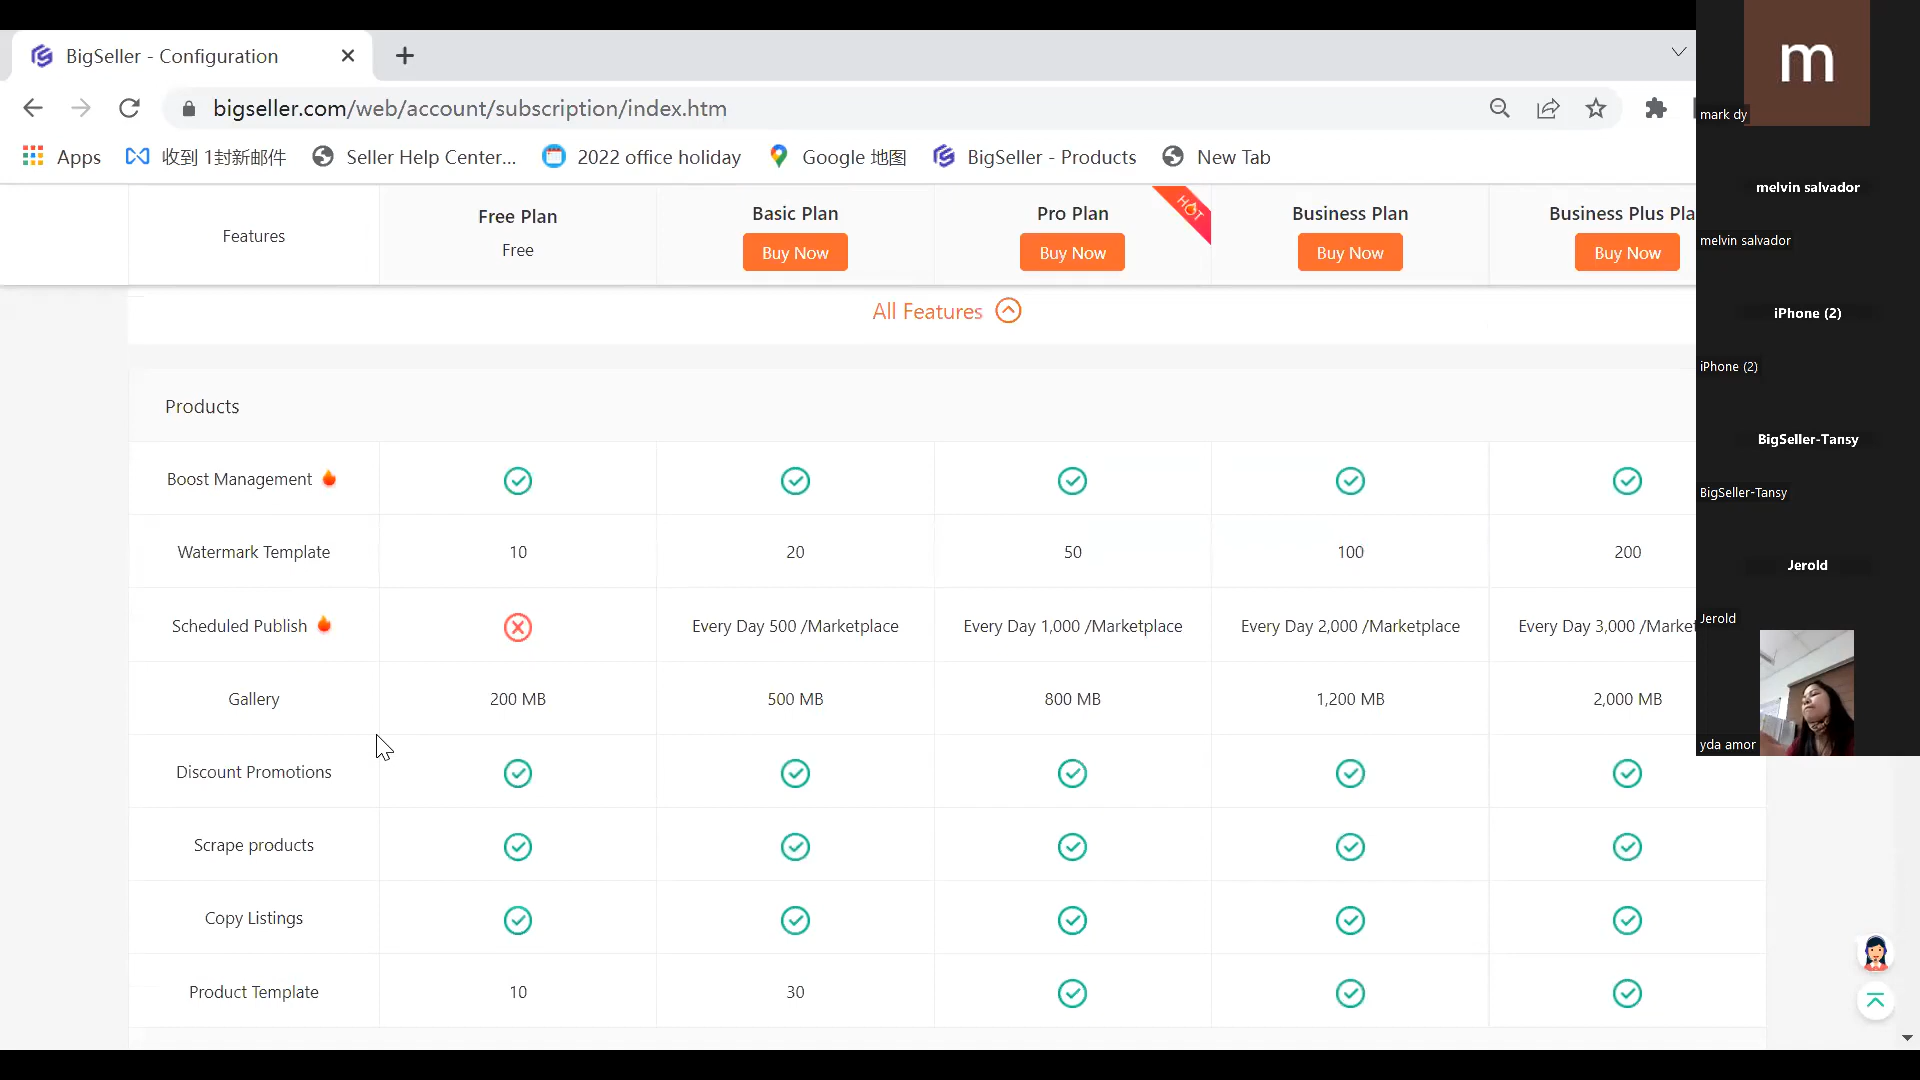 BigSeller - Configuration
bigseller.com/web/account/subscription/index.htm
Apps 收到 1封新邮件 Seller Help Center... 2022 office holiday Google 地图 BigSeller - Products New Tab
Features Free Plan Basic Plan Pro Plan HOT Business Plan Business Plus Pla
Free Buy Now Buy Now Buy Now Buy Now
All Features
Products
Boost Management
Watermark Template 10 20 50 100 200
Scheduled Publish Every Day 500 /Marketplace Every Day 1,000 /Marketplace Every Day 2,000 /Marketplace Every Day 3,000 /Marke
Gallery 200 MB 500 MB 800 MB 1,200 MB 2,000 MB
Discount Promotions
Scrape products
Copy Listings
Product Template 10 30
m
mark dy
melvin salvador
melvin salvador
iPhone (2)
iPhone (2)
BigSeller-Tansy
BigSeller-Tansy
Jerold
Jerold
yda amor